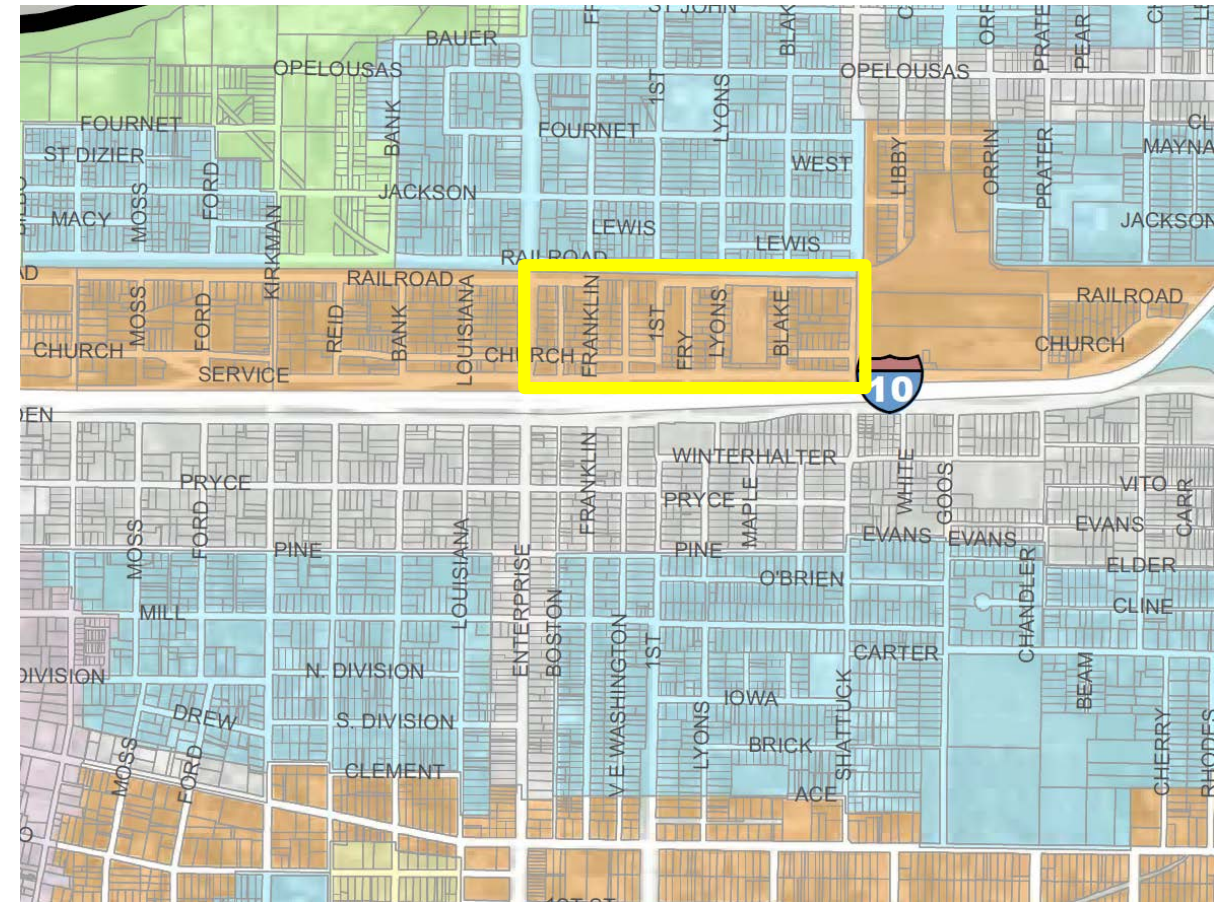 ST JOHN
BAUER
OPELOUSAS
OPELOUSAS
BLAK
PRATE
PEAR
BANK
1ST
LYONS
FOURNET
FOURNET
ST DIZIER
WEST
MAYNA
MOSS
FORD
JACKSON
LIBBY
ORRIN
PRATER
MACY
KIRKMAN
LEWIS
LEWIS
JACKSON
RAILROAD
RAILROAD
RAILROAD
MOSS
FORD
REID
BANK
LOUISIANA
FRANKLIN
1ST
FRY
LYONS
BLAKE
CHURCH
CHURCH
CHURCH
SERVICE
10
WINTERHALTER
FRANKLIN
PRYCE
PRYCE
MAPLE
WHITE
GOOS
VITO
CARR
MOSS
FORD
PINE
LOUISIANA
ENTERPRISE
PINE
EVANS
EVANS
EVANS
ELDER
O'BRIEN
CHANDLER
CLINE
MILL
BOSTON
V E WASHINGTON
1ST
CARTER
DIVISION
N. DIVISION
IOWA
BEAM
DREW
S. DIVISION
LYONS
BRICK
SHATTUCK
CHERRY
RHODES
MOSS
FORD
CLEMENT
ACE
1ST ST